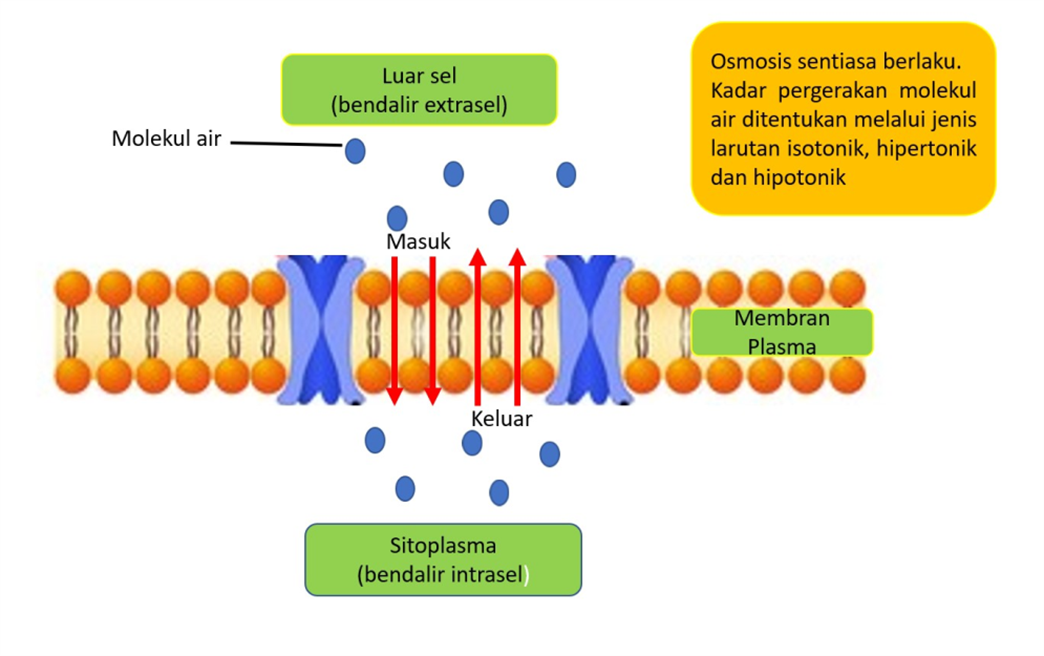 Luar sel
(bendalir extrasel)
Osmosis sentiasa berlaku.
Kadar pergerakan molekul
air ditentukan melalui jenis
larutan isotonik, hipertonik
dan hipotonik
Molekul air
Masuk
Membran
Plasma
Keluar
Sitoplasma
(bendalir intrasel)